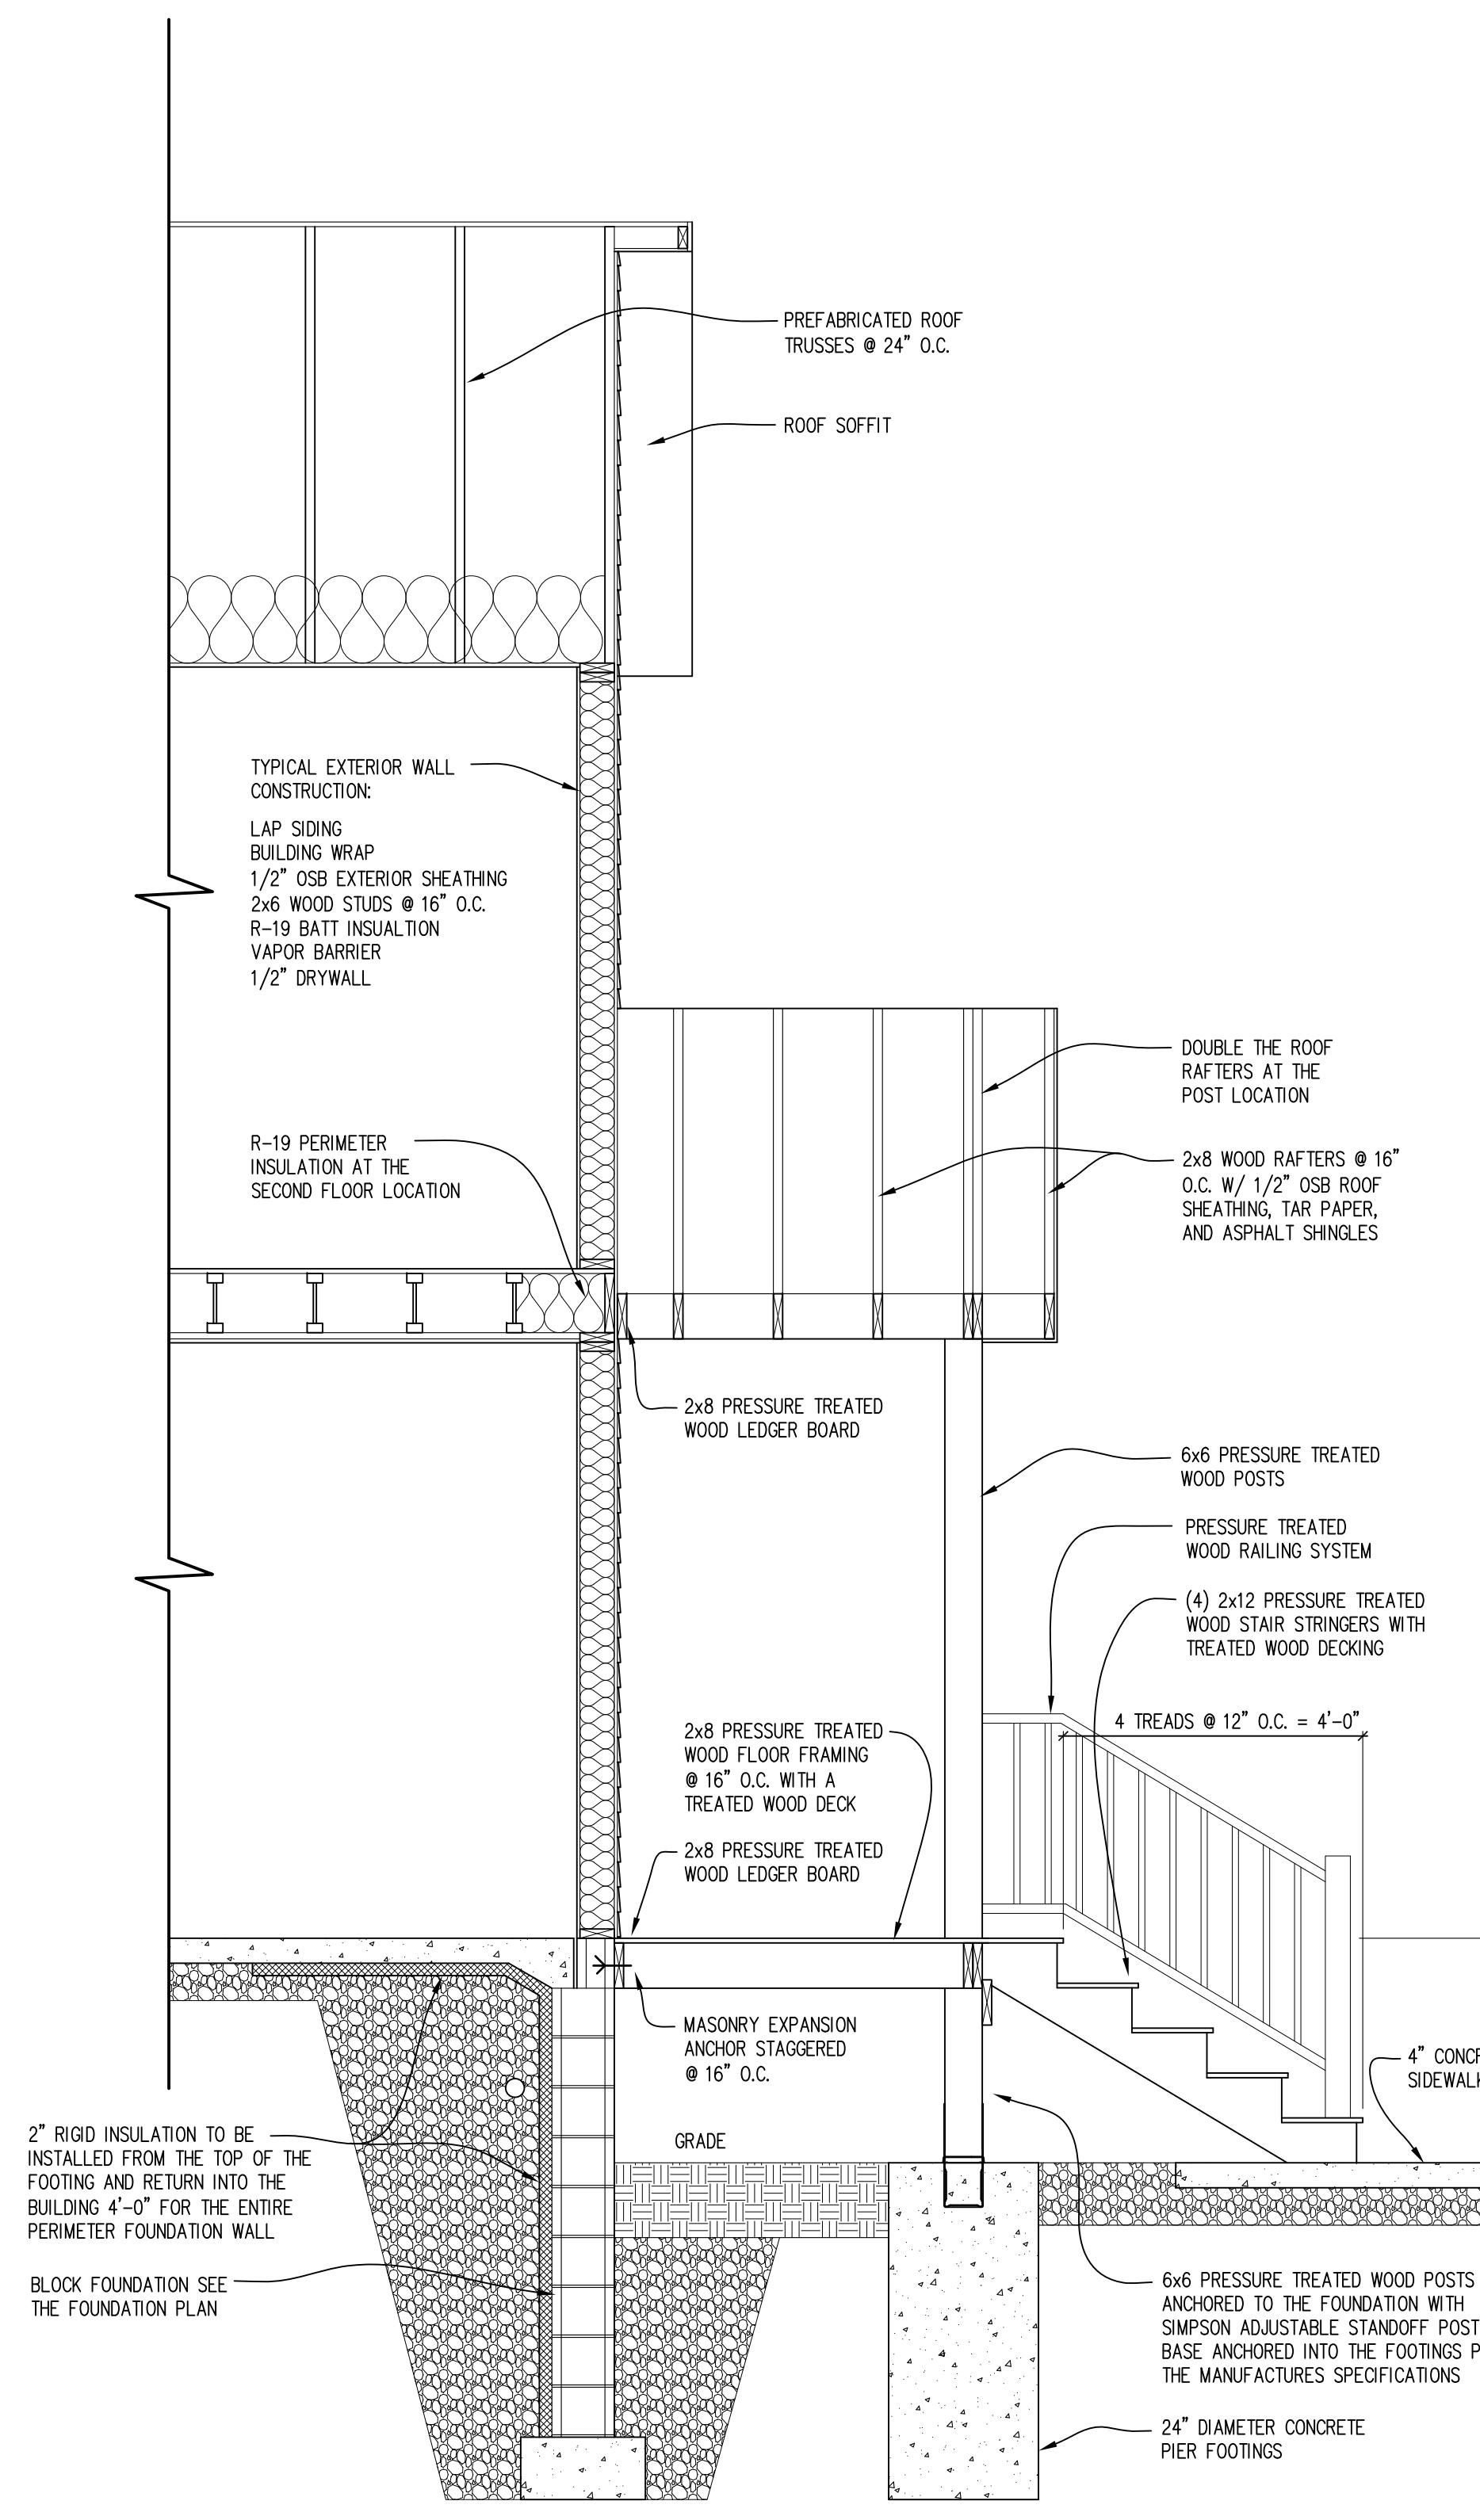 PREFABRICATED ROOF
TRUSSES @ 24" O.C.
ROOF SOFFIT
TYPICAL EXTERIOR WALL
CONSTRUCTION:
LAP SIDING
BUILDING WRAP
1/2" OSB EXTERIOR SHEATHING
2x6 WOOD STUDS @ 16" O.C.
R-19 BATT INSUALTION
VAPOR BARRIER
1/2" DRYWALL
DOUBLE THE ROOF
RAFTERS AT THE
POST LOCATION
R-19 PERIMETER
INSULATION AT THE
SECOND FLOOR LOCATION
2x8 WOOD RAFTERS @ 16"
O.C. W/ 1/2" OSB ROOF
SHEATHING, TAR PAPER,
AND ASPHALT SHINGLES
2x8 PRESSURE TREATED
WOOD LEDGER BOARD
6x6 PRESSURE TREATED
WOOD POSTS
PRESSURE TREATED
WOOD RAILING SYSTEM
(4) 2x12 PRESSURE TREATED
WOOD STAIR STRINGERS WITH
TREATED WOOD DECKING
4 TREADS @ 12" O.C. = 4'-0"
2x8 PRESSURE TREATED
WOOD FLOOR FRAMING
@ 16" O.C. WITH A
TREATED WOOD DECK
2x8 PRESSURE TREATED
WOOD LEDGER BOARD
MASONRY EXPANSION
ANCHOR STAGGERED
@ 16" O.C.
4"
GRADE
2" RIGID INSULATION TO BE
INSTALLED FROM THE TOP OF THE
FOOTING AND RETURN INTO THE
BUILDING 4'-0" FOR THE ENTIRE
PERIMETER FOUNDATION WALL
BLOCK FOUNDATION SEE
THE FOUNDATION PLAN
6x6 PRESSURE TREATED WOOD POSTS
ANCHORED TO THE FOUNDATION WITH
SIMPSON ADJUSTABLE STANDOFF POST
BASE ANCHORED INTO THE FOOTINGS
THE MANUFACTURES SPECIFICATIONS
24" DIAMETER CONCRETE
PIER FOOTINGS